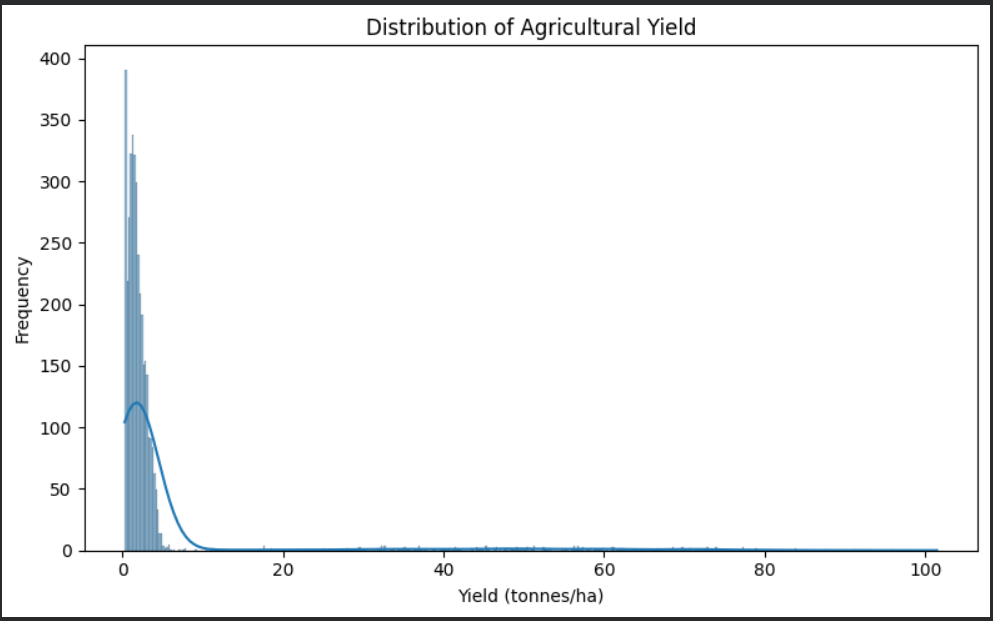 Distribution of Agricultural Yield
400
350
300
250
200
150
100
50
0
Frequency
0 20 40 60 80 100
Yield (tonnes/ha)